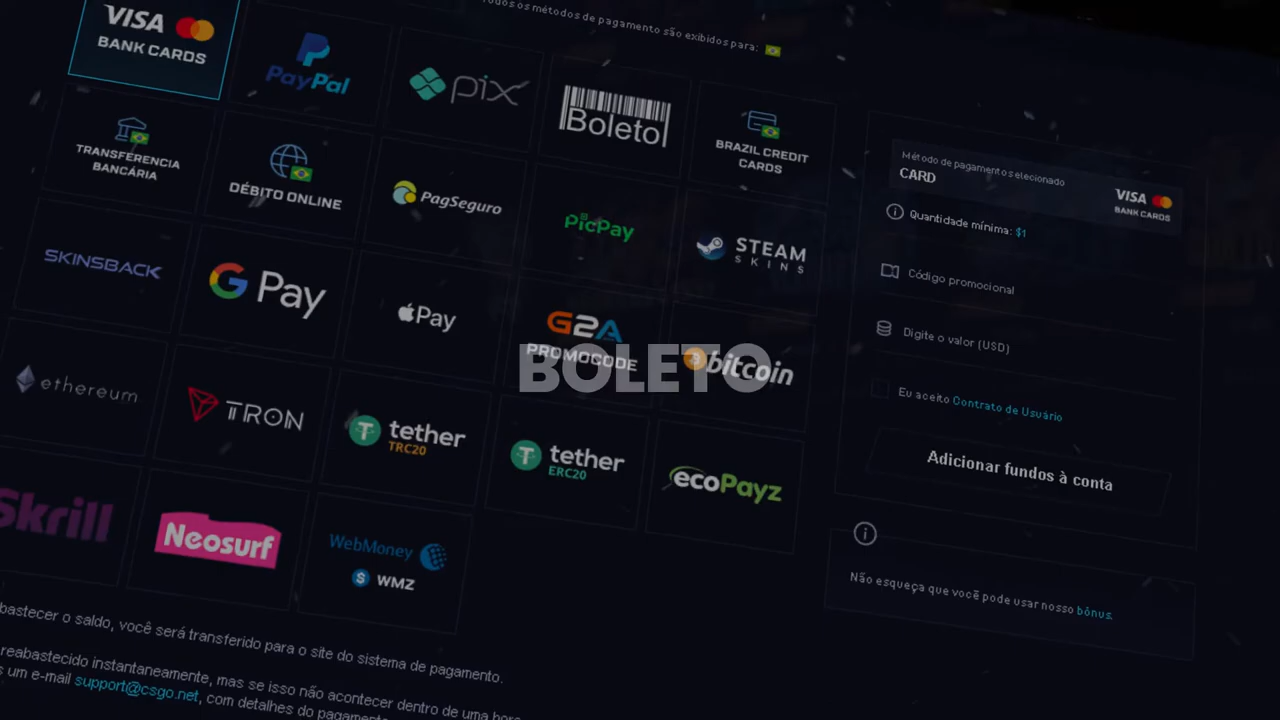 Todos os métodos de pagamento são exibidos para:
VISA
BANK CARDS
PayPal
pix
Boleto
BRAZIL CREDIT
CARDS
TRANSFERENCIA
BANCÁRIA
DÉBITO ONLINE
PagSeguro
PicPay
STEAM
SKINS
SKINSBACK
G Pay
Pay
G2A
PROMOCODE
bitcoin
ethereum
TRON
tether
TRC20
tether
ERC20
ecoPayz
Skrill
Neosurf
WebMoney
WMZ
BOLETO
Método de pagamento selecionado
CARD
VISA
BANK CARDS
Quantidade mínima: $1
Código promocional
Digite o valor (USD)
Eu aceito Contrato de Usuário
Adicionar fundos à conta
Não esqueça que você pode usar nosso bônus.
abastecer o saldo, você será transferido para o site do sistema de pagamento.
reabastecido instantaneamente, mas se isso não acontecer dentro de uma hora
um e-mail support@csgo.net, com detalhes do pagamento